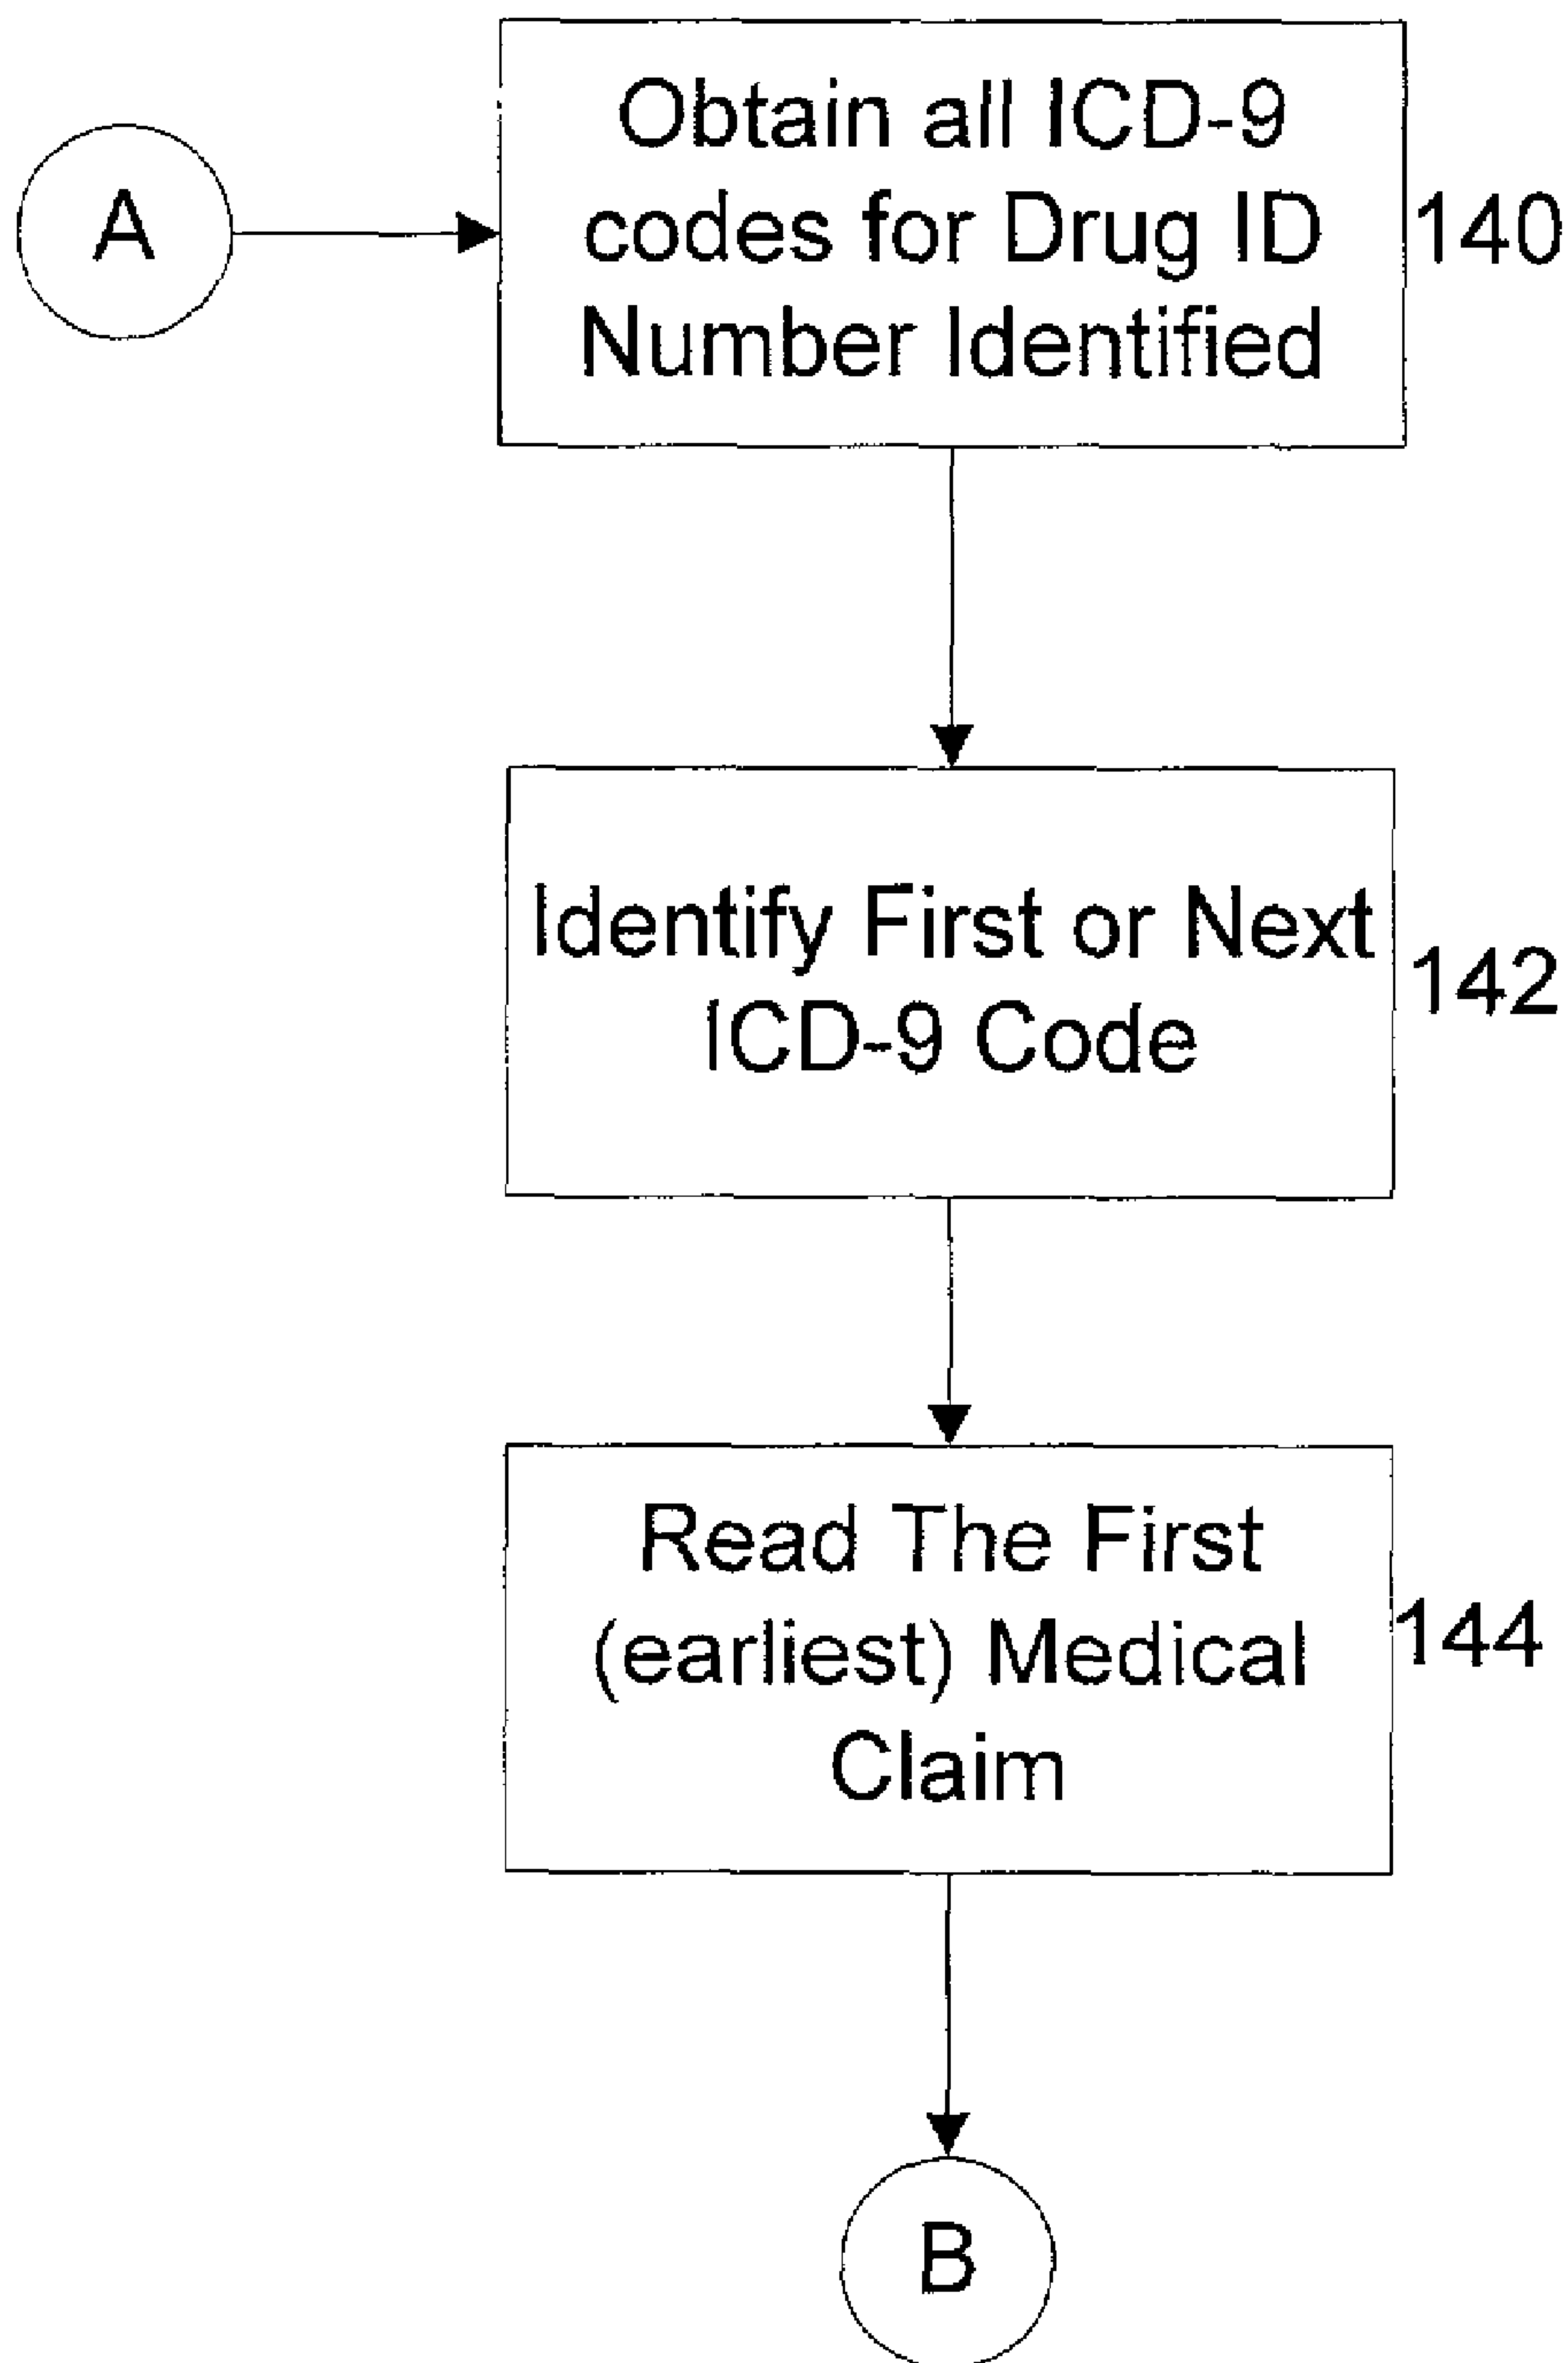 A
Obtain all ICD-9
codes for Drug ID
Number Identified
140
Identify First or Next
ICD-9 Code
142
Read The First
(earliest) Medical
Claim
144
B